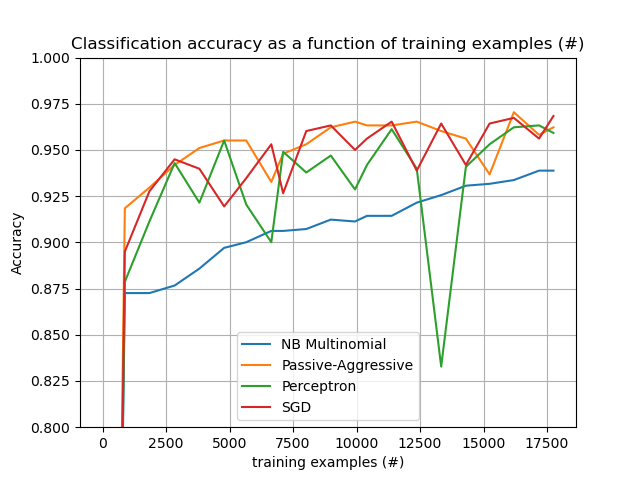 Classification accuracy as a function of training examples (#)
1.000
0.975
0.950
0.925
0.900
0.875
0.850
0.825
0.800
Accuracy
NB Multinomial
Passive-Aggressive
Perceptron
SGD
0 2500 5000 7500 10000 12500 15000 17500
training examples (#)